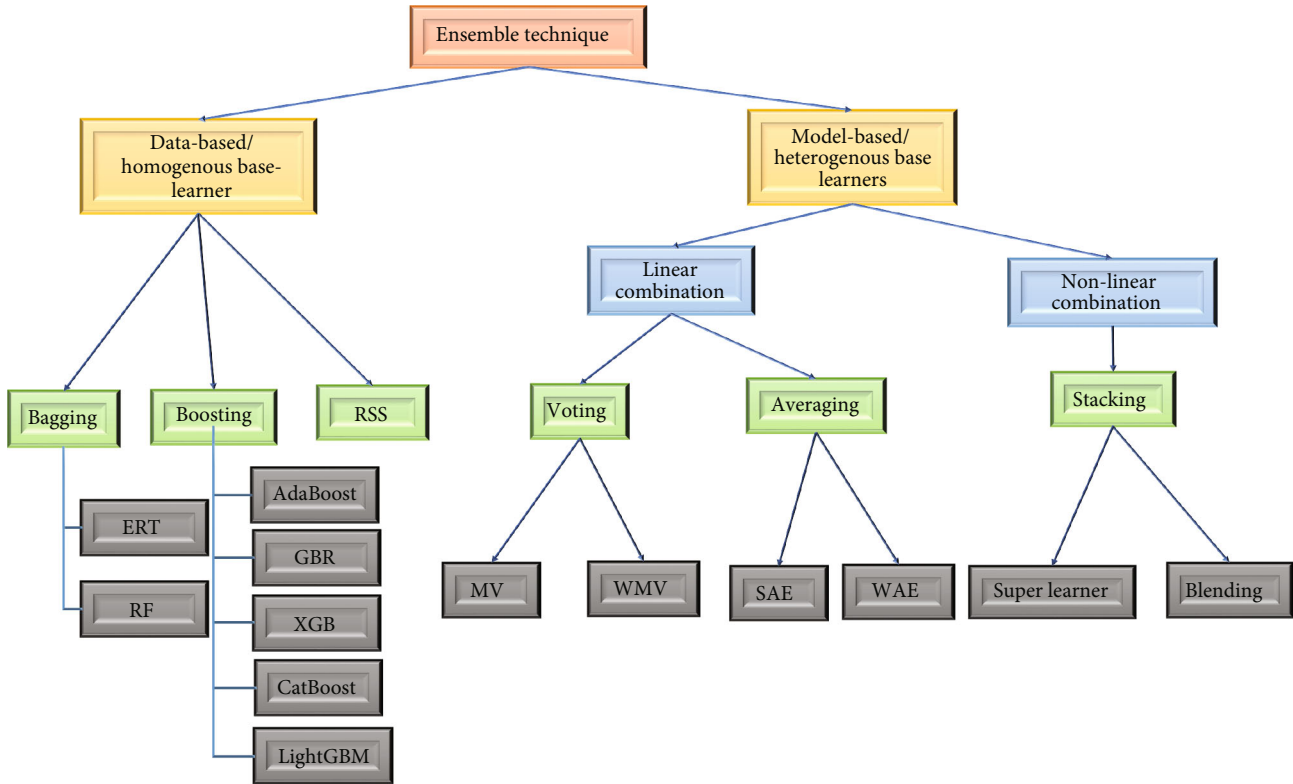 Ensemble technique
Data-based/
homogenous base-
learner
Model-based/
heterogenous base
learners
Linear
combination
Non-linear
combination
Bagging
Boosting
RSS
Voting
Averaging
Stacking
ERT
RF
AdaBoost
GBR
XGB
CatBoost
LightGBM
MV
WMV
SAE
WAE
Super learner
Blending